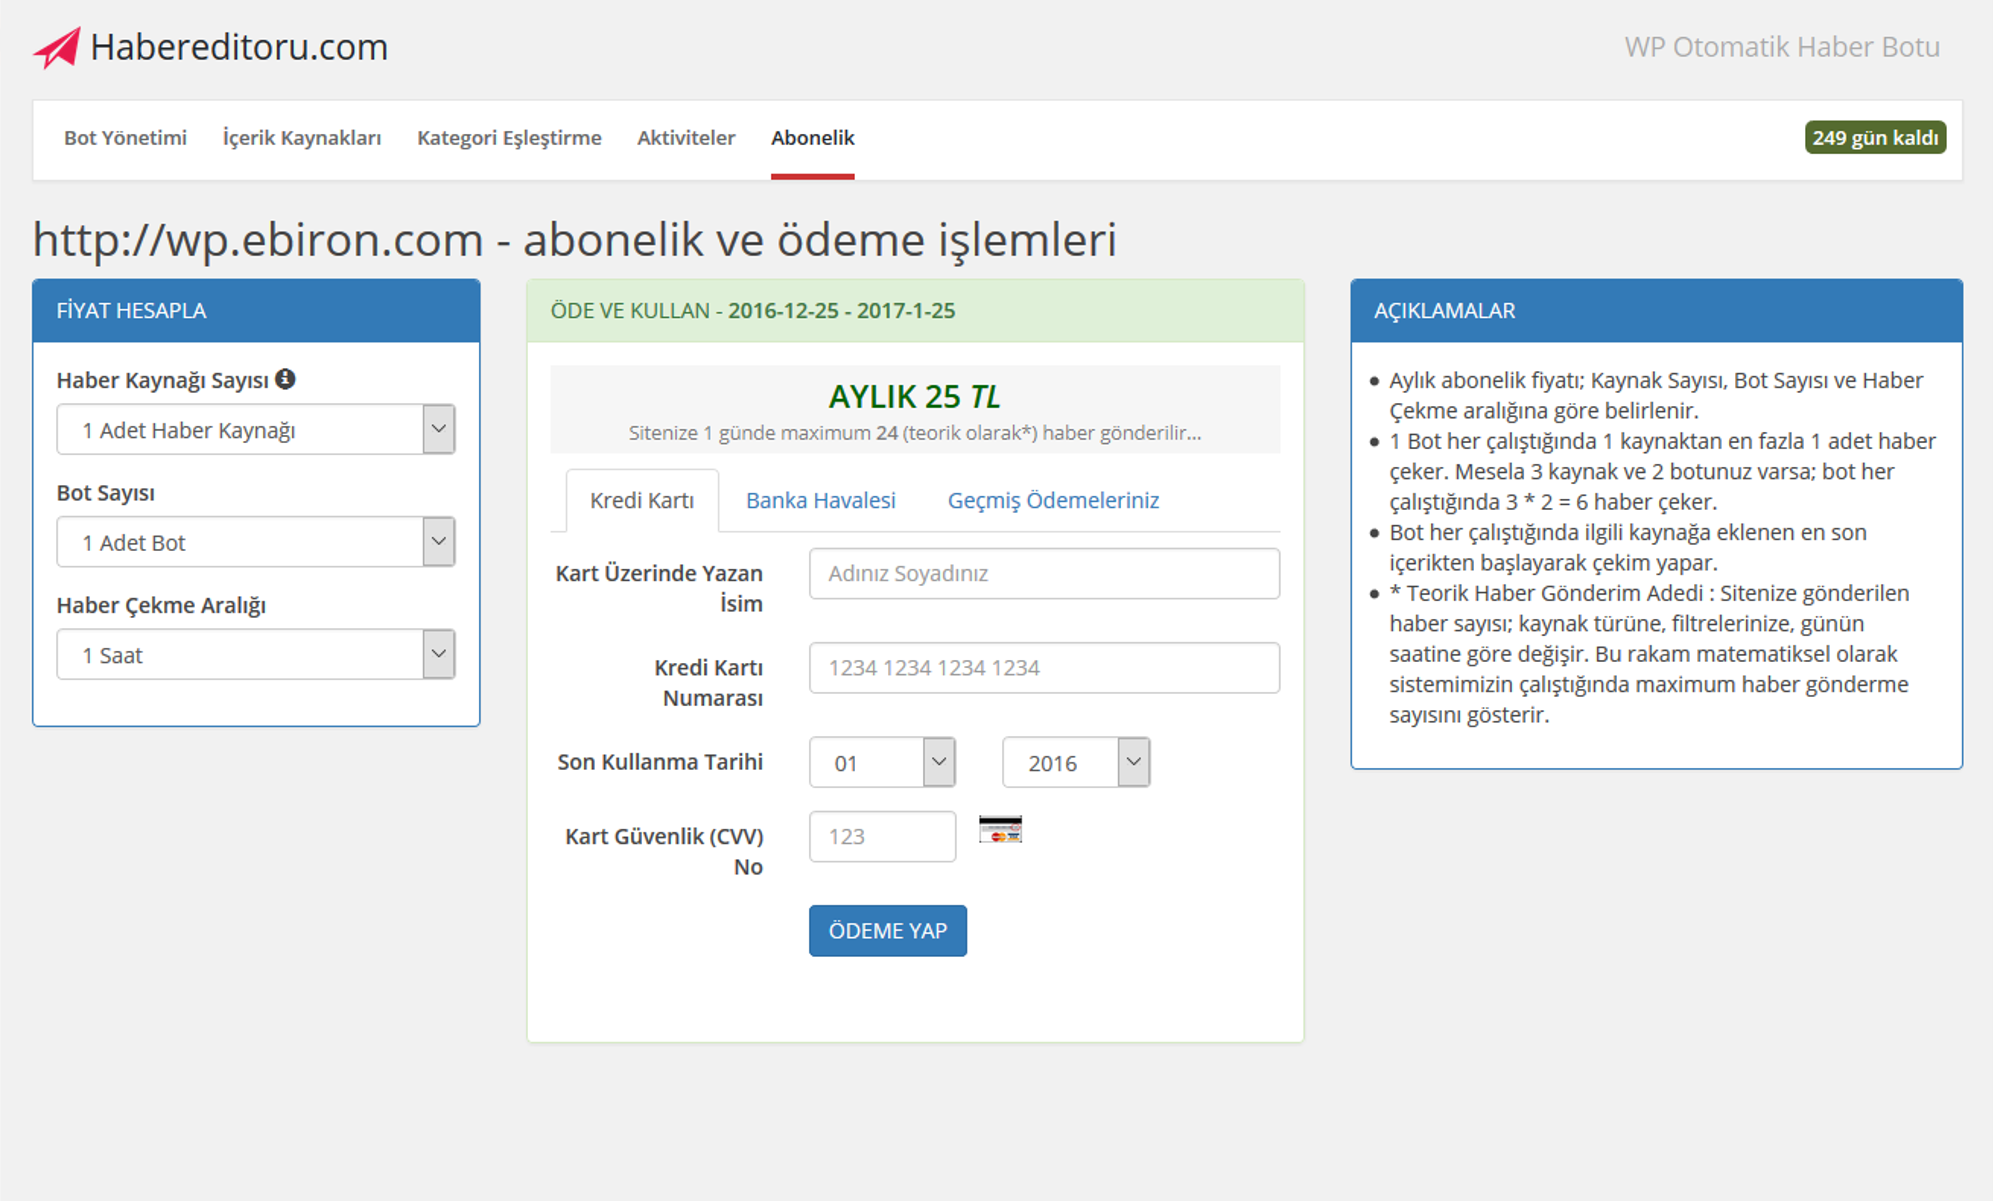 Habereditoru.com
WP Otomatik Haber Botu
Bot Yönetimi
İçerik Kaynakları
Kategori Eşleştirme
Aktiviteler
Abonelik
249 gün kaldı
http://wp.ebiron.com - abonelik ve ödeme işlemleri
FİYAT HESAPLA
Haber Kaynağı Sayısı
1 Adet Haber Kaynağı
Bot Sayısı
1 Adet Bot
Haber Çekme Aralığı
1 Saat
ÖDE VE KULLAN - 2016-12-25 - 2017-1-25
AYLIK 25 TL
Sitenize 1 günde maximum 24 (teorik olarak*) haber gönderilir...
Kredi Kartı
Banka Havalesi
Geçmiş Ödemeleriniz
Kart Üzerinde Yazan
İsim
Adınız Soyadınız
Kredi Kartı
Numarası
1234 1234 1234 1234
Son Kullanma Tarihi
01
2016
Kart Güvenlik (CVV)
No
123
ÖDEME YAP
AÇIKLAMALAR
Aylık abonelik fiyatı; Kaynak Sayısı, Bot Sayısı ve Haber
Çekme aralığına göre belirlenir.
1 Bot her çalıştığında 1 kaynaktan en fazla 1 adet haber
çeker. Mesela 3 kaynak ve 2 botunuz varsa; bot her
çalıştığında 3 * 2 = 6 haber çeker.
Bot her çalıştığında ilgili kaynağa eklenen en son
içerikten başlayarak çekim yapar.
* Teorik Haber Gönderim Adedi : Sitenize gönderilen
haber sayısı; kaynak türüne, filtrelerinize, günün
saatine göre değişir. Bu rakam matematiksel olarak
sistemimizin çalıştığında maximum haber gönderme
sayısını gösterir.